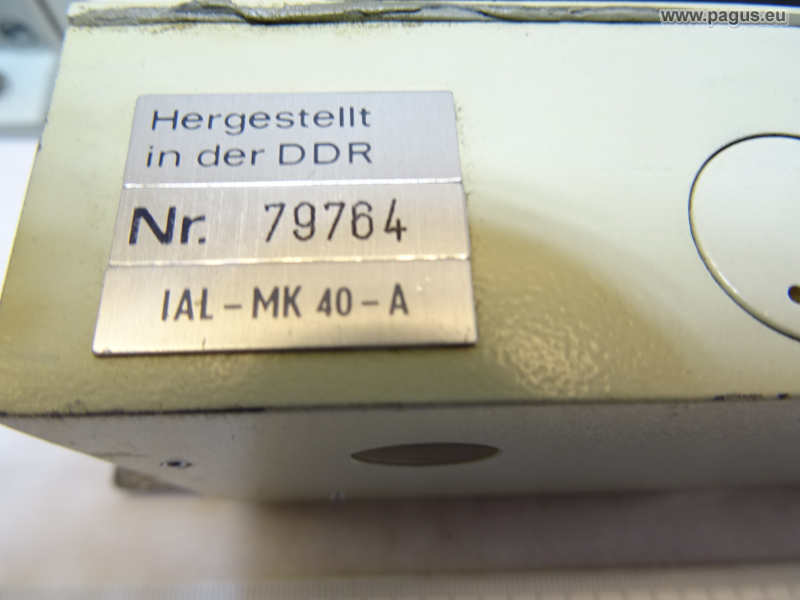 www.pagus.eu
Hergestellt
in der DDR
Nr. 79764
IAL-MK 40-A